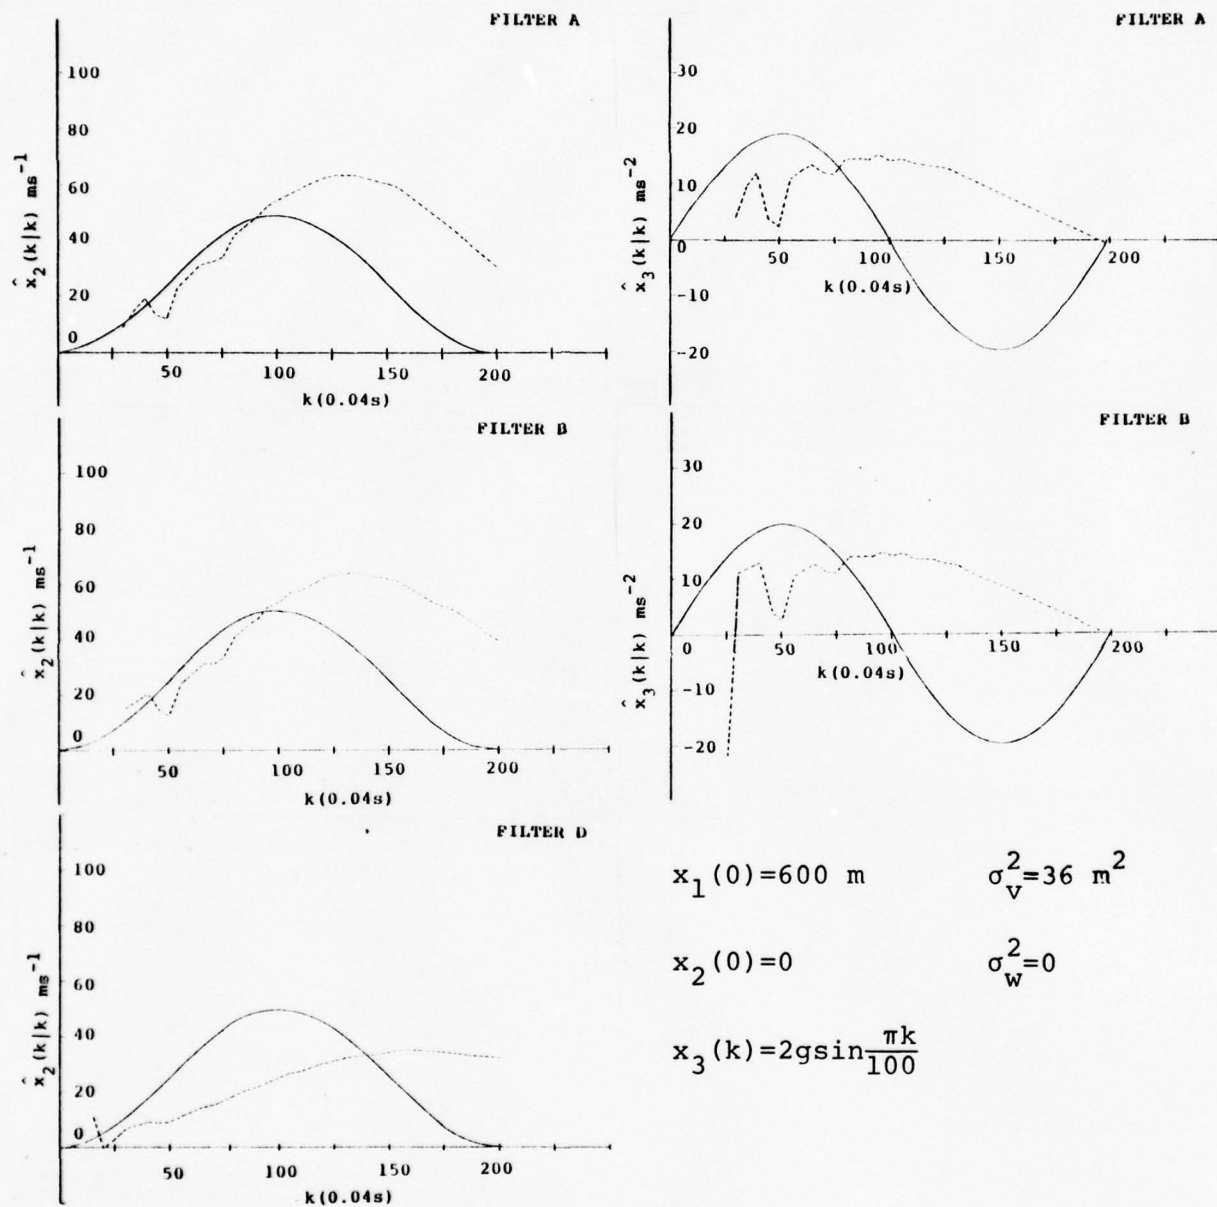 FILTER A
100
80
60
40
20
0
x̂₂(k|k) ms⁻¹
50 100 150 200
k(0.04s)
FILTER A
30
20
10
0
-10
-20
x̂₃(k|k) ms⁻²
50 150 200
k(0.04s)
FILTER B
100
80
60
40
20
0
x̂₂(k|k) ms⁻¹
50 100 150 200
k(0.04s)
FILTER B
30
20
10
0
-10
-20
x̂₃(k|k) ms⁻²
50 100 150 200
k(0.04s)
FILTER D
100
80
60
40
20
0
x̂₂(k|k) ms⁻¹
50 100 150 200
k(0.04s)
x₁(0)=600 m σ²ᵥ=36 m²
x₂(0)=0 σ²w=0
x₃(k)=2gsin πk/100